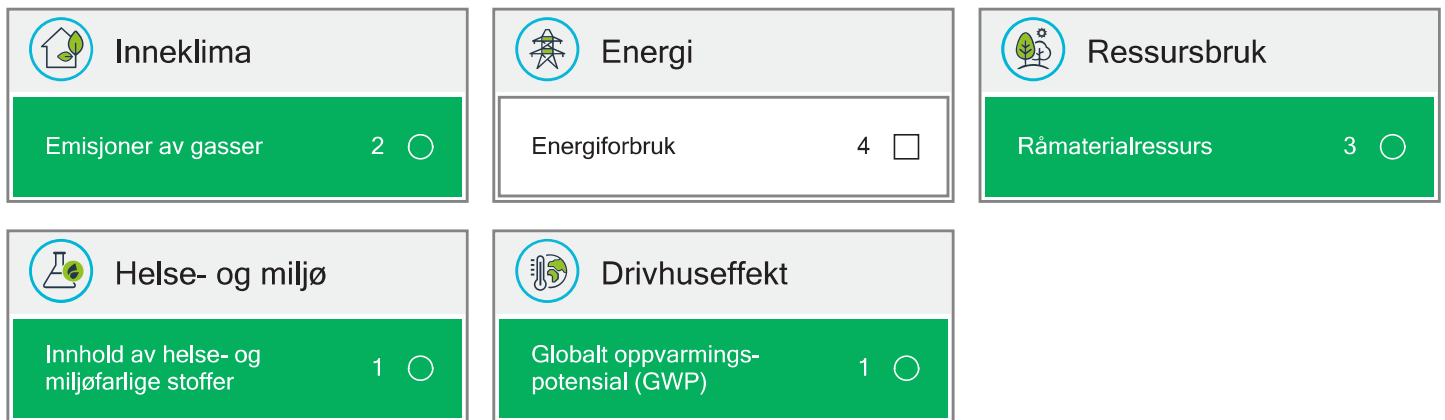 Inneklima
Emisjoner av gasser 2
Energi
Energiforbruk 4
Ressursbruk
Råmaterialressurs 3
Helse- og miljø
Innhold av helse- og
miljøfarlige stoffer 1
Drivhuseffekt
Globalt oppvarmings-
potensial (GWP) 1